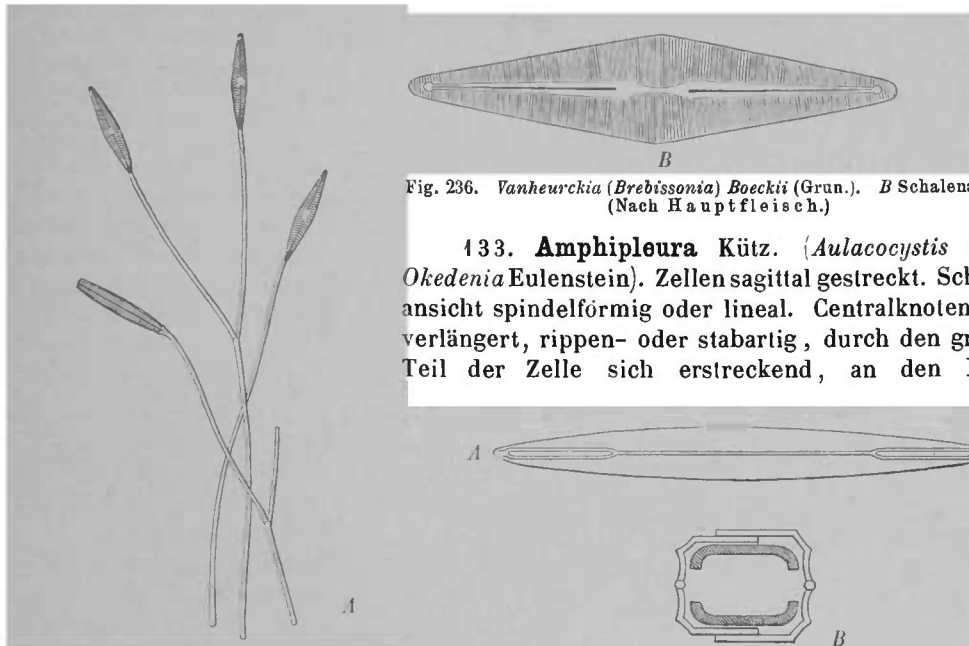 B
Fig. 236. Vanheurckia (Brebissonia) Boeckii (Grun.). B Schalena
(Nach Hauptfleisch.)
133. Amphipleura Kütz. (Aulacocystis
Okedenia Eulenstein). Zellen sagittal gestreckt. Sch
ansicht spindelförmig oder lineal. Centralknoten
verlängert, rippen- oder stabartig, durch den gr
Teil der Zelle sich erstreckend, an den
A
A
B